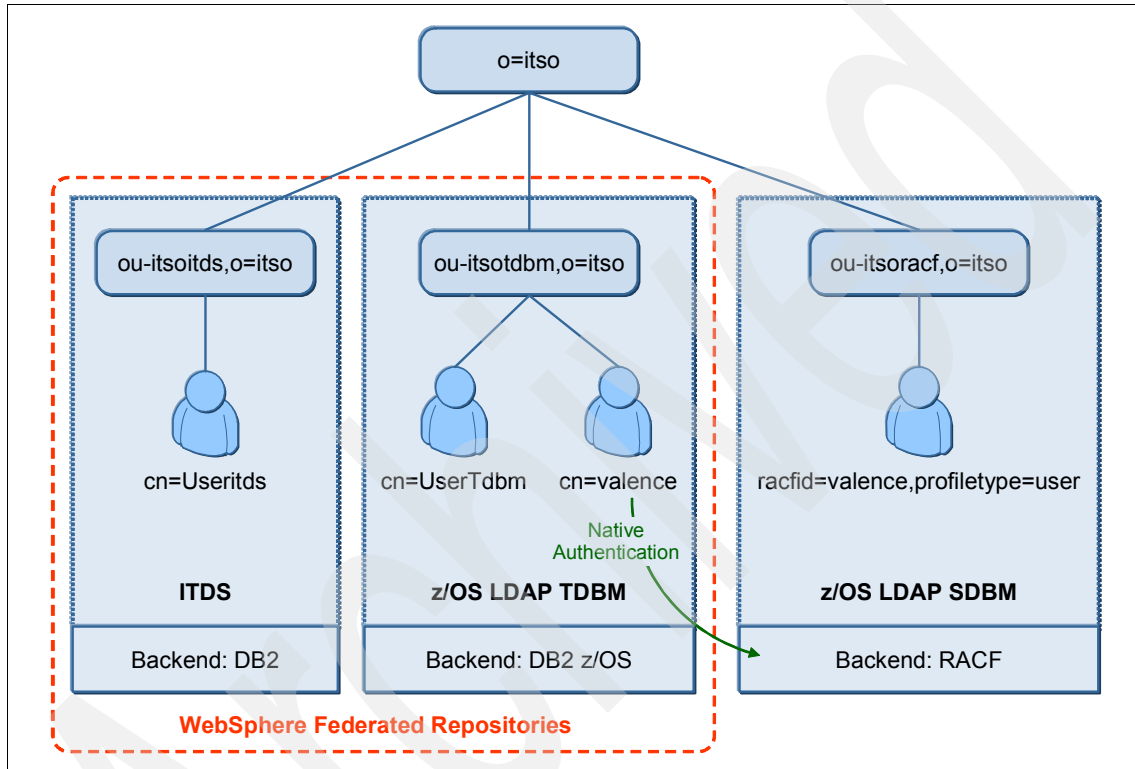 o=itso
ou-itsoitds,o=itso
ou-itsotdbm,o=itso
ou-itsoracf,o=itso
cn=Useritds
cn=UserTdbm
cn=valence
racfid=valence,profiletype=user
Native
Authentication
ITDS
z/OS LDAP TDBM
z/OS LDAP SDBM
Backend: DB2
Backend: DB2 z/OS
Backend: RACF
WebSphere Federated Repositories
Archived